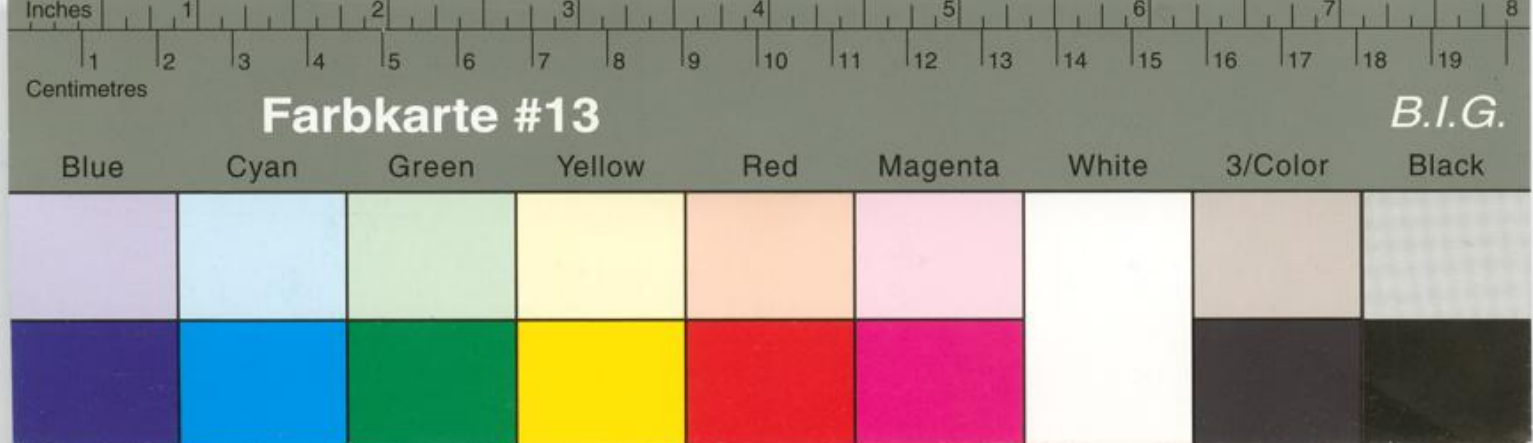 Inches 1 2 3 4 5 6 7 8
1 2 3 4 5 6 7 8 9 10 11 12 13 14 15 16 17 18 19
Centimetres
Farbkarte #13 B.I.G.
Blue Cyan Green Yellow Red Magenta White 3/Color Black